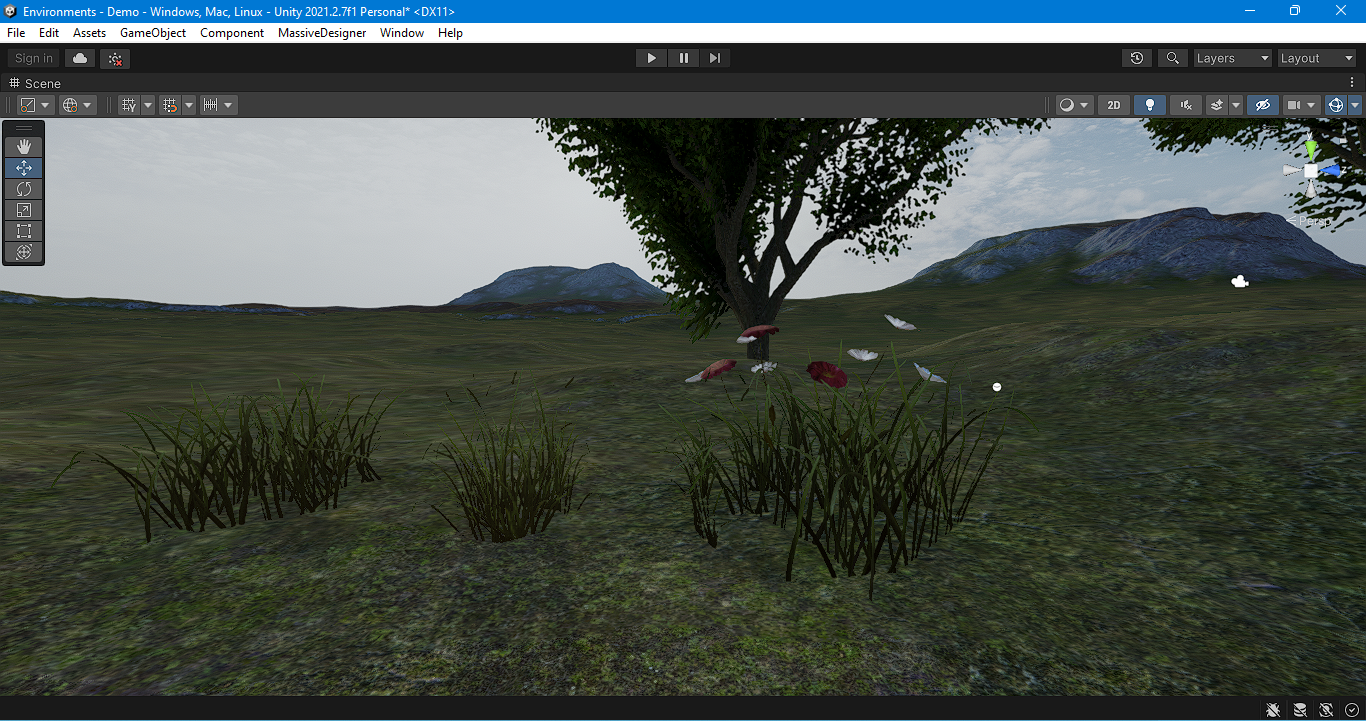 Environments - Demo - Windows, Mac, Linux - Unity 2021.2.7f1 Personal* <DX11>
File Edit Assets GameObject Component MassiveDesigner Window Help
Sign in Layers Layout
Scene
2D
y
< Persp